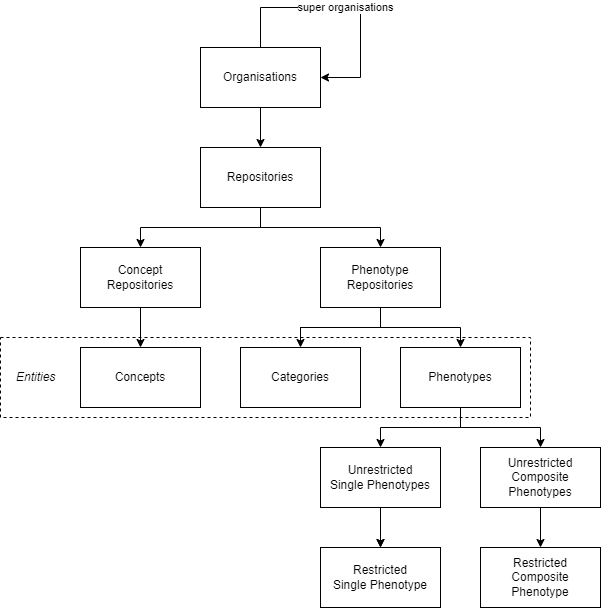 super organisations
Organisations
Repositories
Concept
Repositories
Phenotype
Repositories
Entities
Concepts
Categories
Phenotypes
Unrestricted
Single Phenotypes
Unrestricted
Composite
Phenotypes
Restricted
Single Phenotype
Restricted
Composite
Phenotype